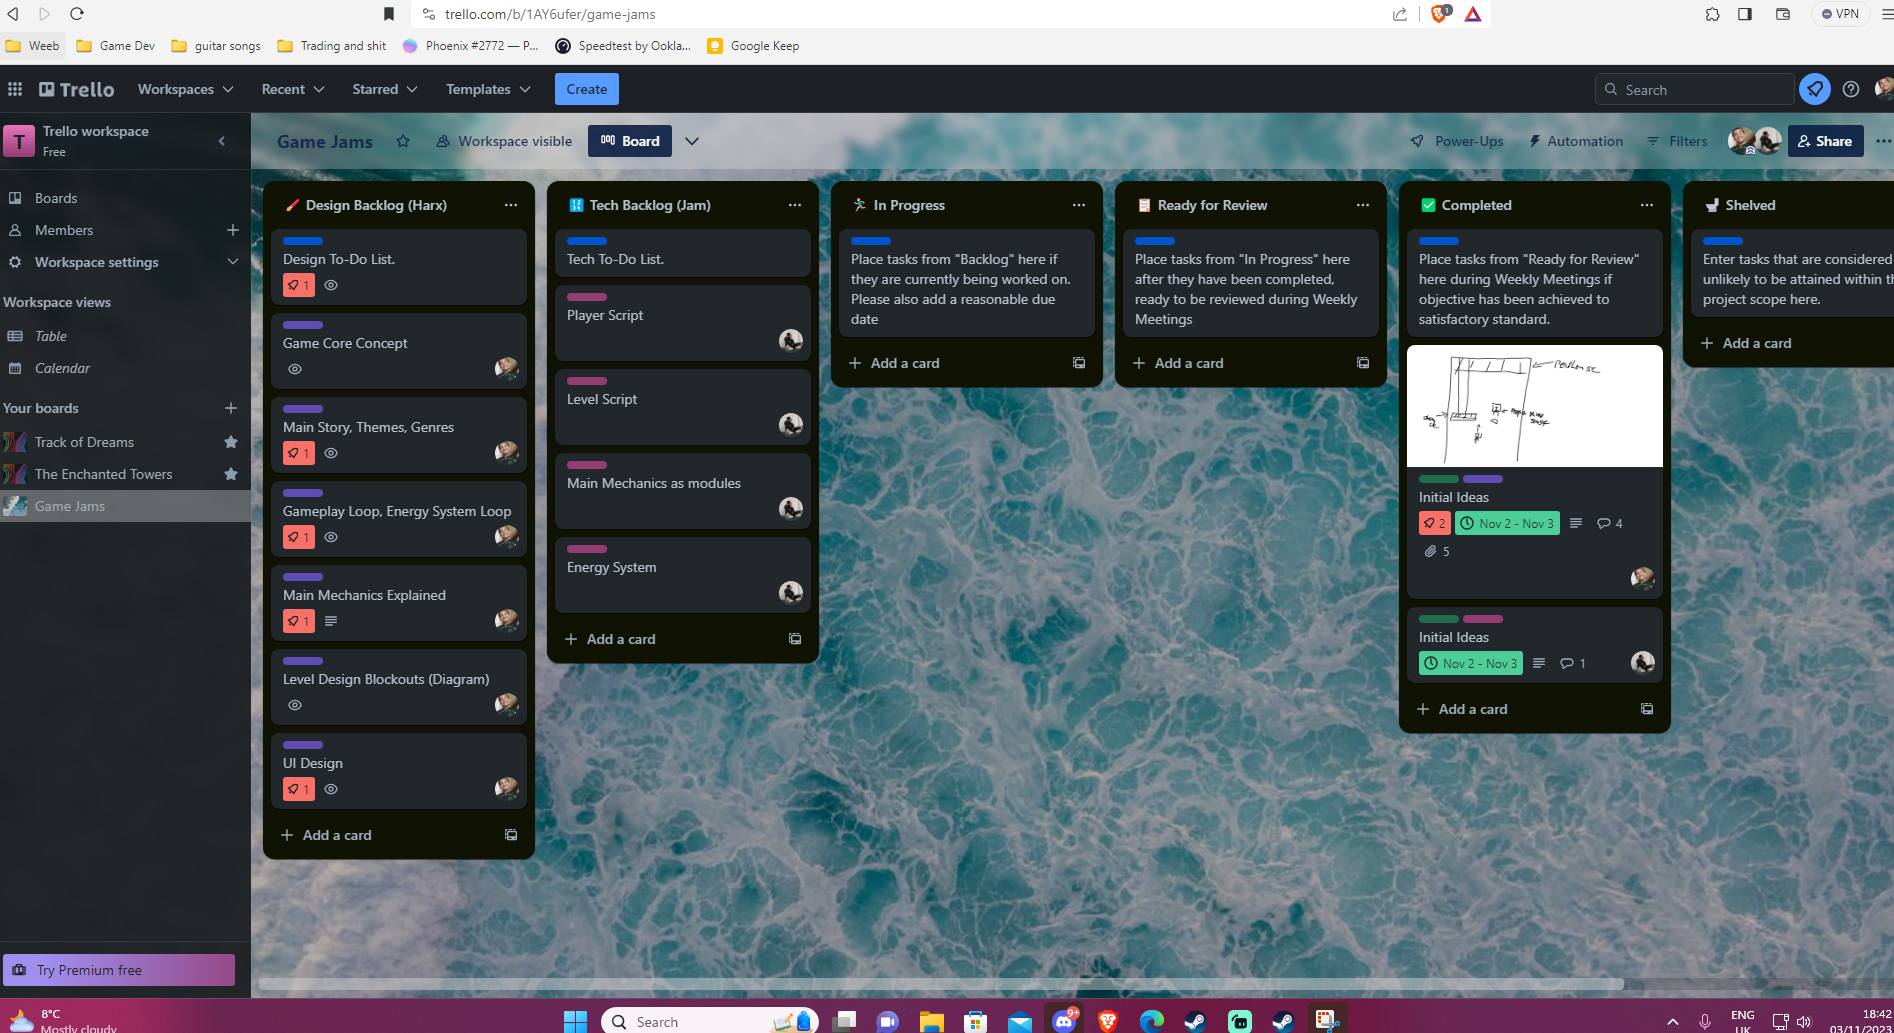 trello.com/b/1AY6ufer/game-jams
1
VPN
Weeb
Game Dev
guitar songs
Trading and shit
Phoenix #2772 — P...
Speedtest by Ookla...
Google Keep
Trello
Workspaces
Recent
Starred
Templates
Create
Search
T
Trello workspace
Free
Boards
Members
Workspace settings
Workspace views
Table
Calendar
Your boards
Track of Dreams
The Enchanted Towers
Game Jams
Try Premium free
Game Jams
Workspace visible
Board
Power-Ups
Automation
Filters
Share
Design Backlog (Harx)
Design To-Do List.
1
Game Core Concept
Main Story, Themes, Genres
1
Gameplay Loop, Energy System Loop
1
Main Mechanics Explained
1
Level Design Blockouts (Diagram)
UI Design
1
Add a card
Tech Backlog (Jam)
Tech To-Do List.
Player Script
Level Script
Main Mechanics as modules
Energy System
Add a card
In Progress
Place tasks from "Backlog" here if
they are currently being worked on.
Please also add a reasonable due
date
Add a card
Ready for Review
Place tasks from "In Progress" here
after they have been completed,
ready to be reviewed during Weekly
Meetings
Add a card
Completed
Place tasks from "Ready for Review"
here during Weekly Meetings if
objective has been achieved to
satisfactory standard.
Initial Ideas
2
Nov 2 - Nov 3
4
5
Initial Ideas
Nov 2 - Nov 3
1
Add a card
Shelved
Enter tasks that are considered
unlikely to be attained within
project scope here.
Add a card
8°C
Mostly cloudy
Search
9+
ENG
UK
18:42
03/11/2023